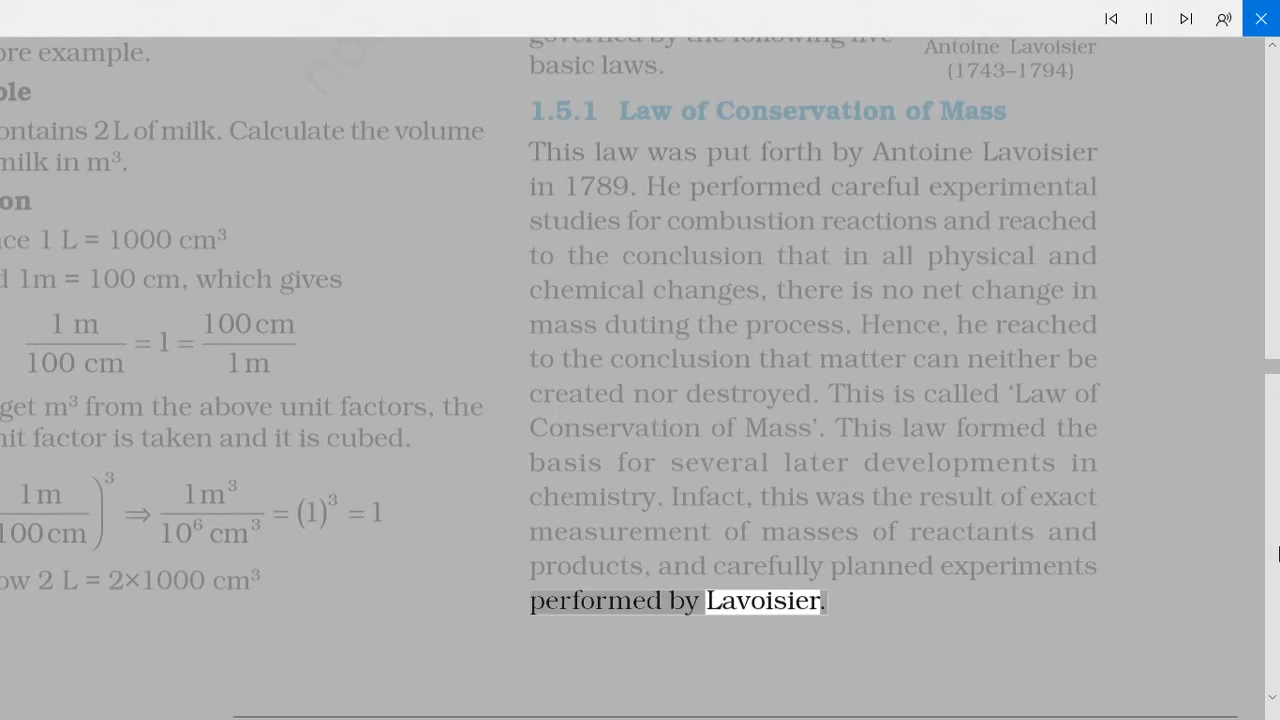 ore example.
ple
ontains 2 L of milk. Calculate the volume
milk in m³.
on
ce 1 L = 1000 cm³
d 1m = 100 cm, which gives
1 m / 100 cm = 1 = 100 cm / 1 m
get m³ from the above unit factors, the
nit factor is taken and it is cubed.
1 m / 100 cm )³ ⇒ 1 m³ / 10⁶ cm³ = (1)³ = 1
ow 2 L = 2×1000 cm³
governed by the following five
basic laws.
Antoine Lavoisier
(1743–1794)
1.5.1 Law of Conservation of Mass
This law was put forth by Antoine Lavoisier
in 1789. He performed careful experimental
studies for combustion reactions and reached
to the conclusion that in all physical and
chemical changes, there is no net change in
mass duting the process. Hence, he reached
to the conclusion that matter can neither be
created nor destroyed. This is called ‘Law of
Conservation of Mass’. This law formed the
basis for several later developments in
chemistry. Infact, this was the result of exact
measurement of masses of reactants and
products, and carefully planned experiments
performed by Lavoisier.